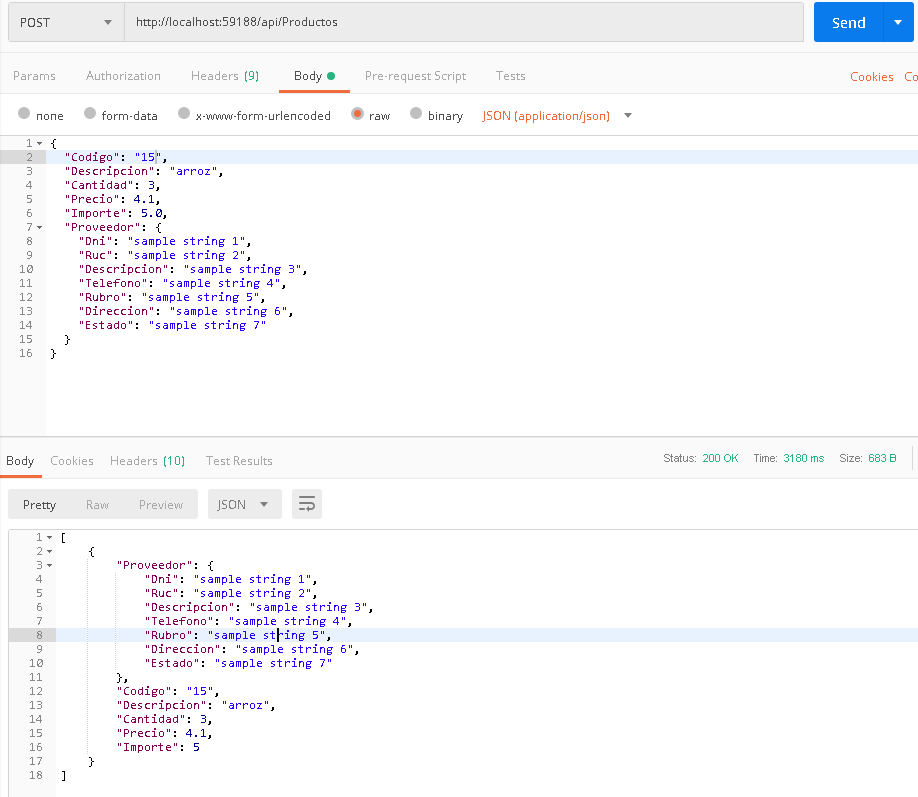 POST http://localhost:59188/api/Productos Send
Params Authorization Headers (9) Body Pre-request Script Tests Cookies Co
none form-data x-www-form-urlencoded raw binary JSON (application/json)
1 {
2 "Codigo": "15",
3 "Descripcion": "arroz",
4 "Cantidad": 3,
5 "Precio": 4.1,
6 "Importe": 5.0,
7 "Proveedor": {
8 "Dni": "sample string 1",
9 "Ruc": "sample string 2",
10 "Descripcion": "sample string 3",
11 "Telefono": "sample string 4",
12 "Rubro": "sample string 5",
13 "Direccion": "sample string 6",
14 "Estado": "sample string 7"
15 }
16 }
Body Cookies Headers (10) Test Results Status: 200 OK Time: 3180 ms Size: 683 B
Pretty Raw Preview JSON
1 [
2 {
3 "Proveedor": {
4 "Dni": "sample string 1",
5 "Ruc": "sample string 2",
6 "Descripcion": "sample string 3",
7 "Telefono": "sample string 4",
8 "Rubro": "sample string 5",
9 "Direccion": "sample string 6",
10 "Estado": "sample string 7"
11 },
12 "Codigo": "15",
13 "Descripcion": "arroz",
14 "Cantidad": 3,
15 "Precio": 4.1,
16 "Importe": 5
17 }
18 ]